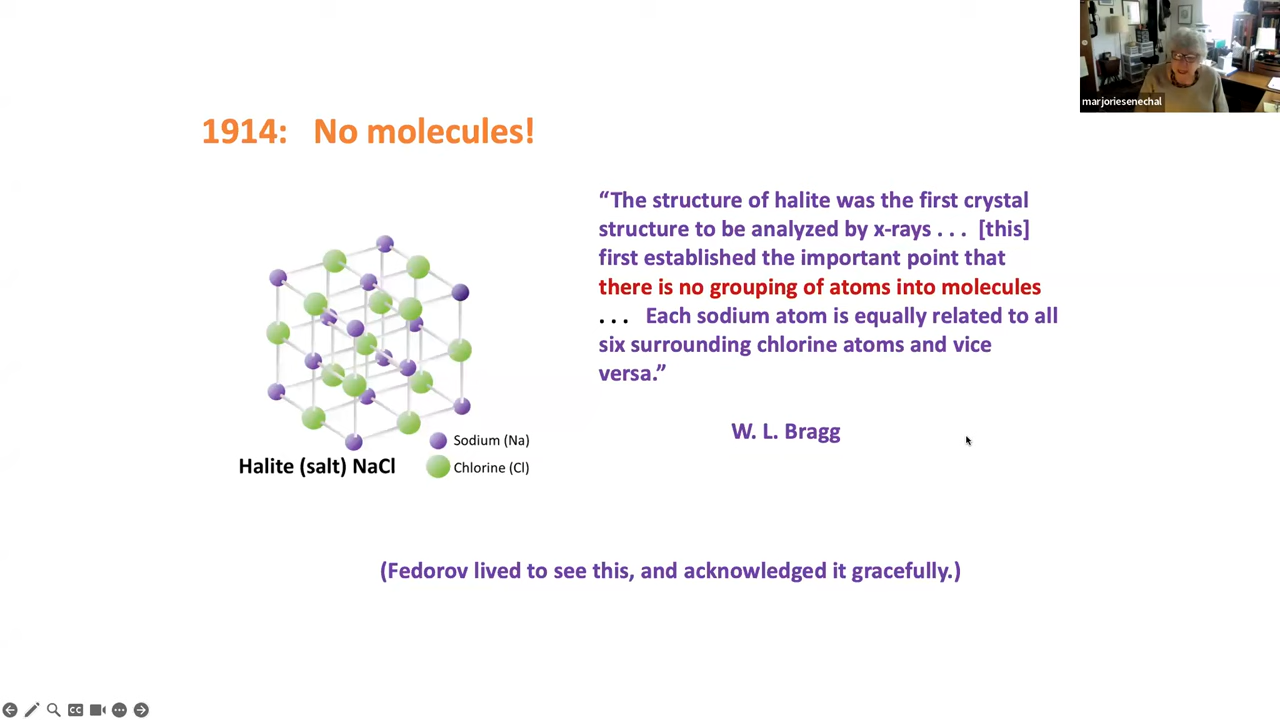 marjoriesenechal
1914: No molecules!
“The structure of halite was the first crystal
structure to be analyzed by x-rays . . . [this]
first established the important point that
there is no grouping of atoms into molecules
. . . Each sodium atom is equally related to all
six surrounding chlorine atoms and vice
versa.”
W. L. Bragg
Sodium (Na)
Halite (salt) NaCl
Chlorine (Cl)
(Fedorov lived to see this, and acknowledged it gracefully.)
CC